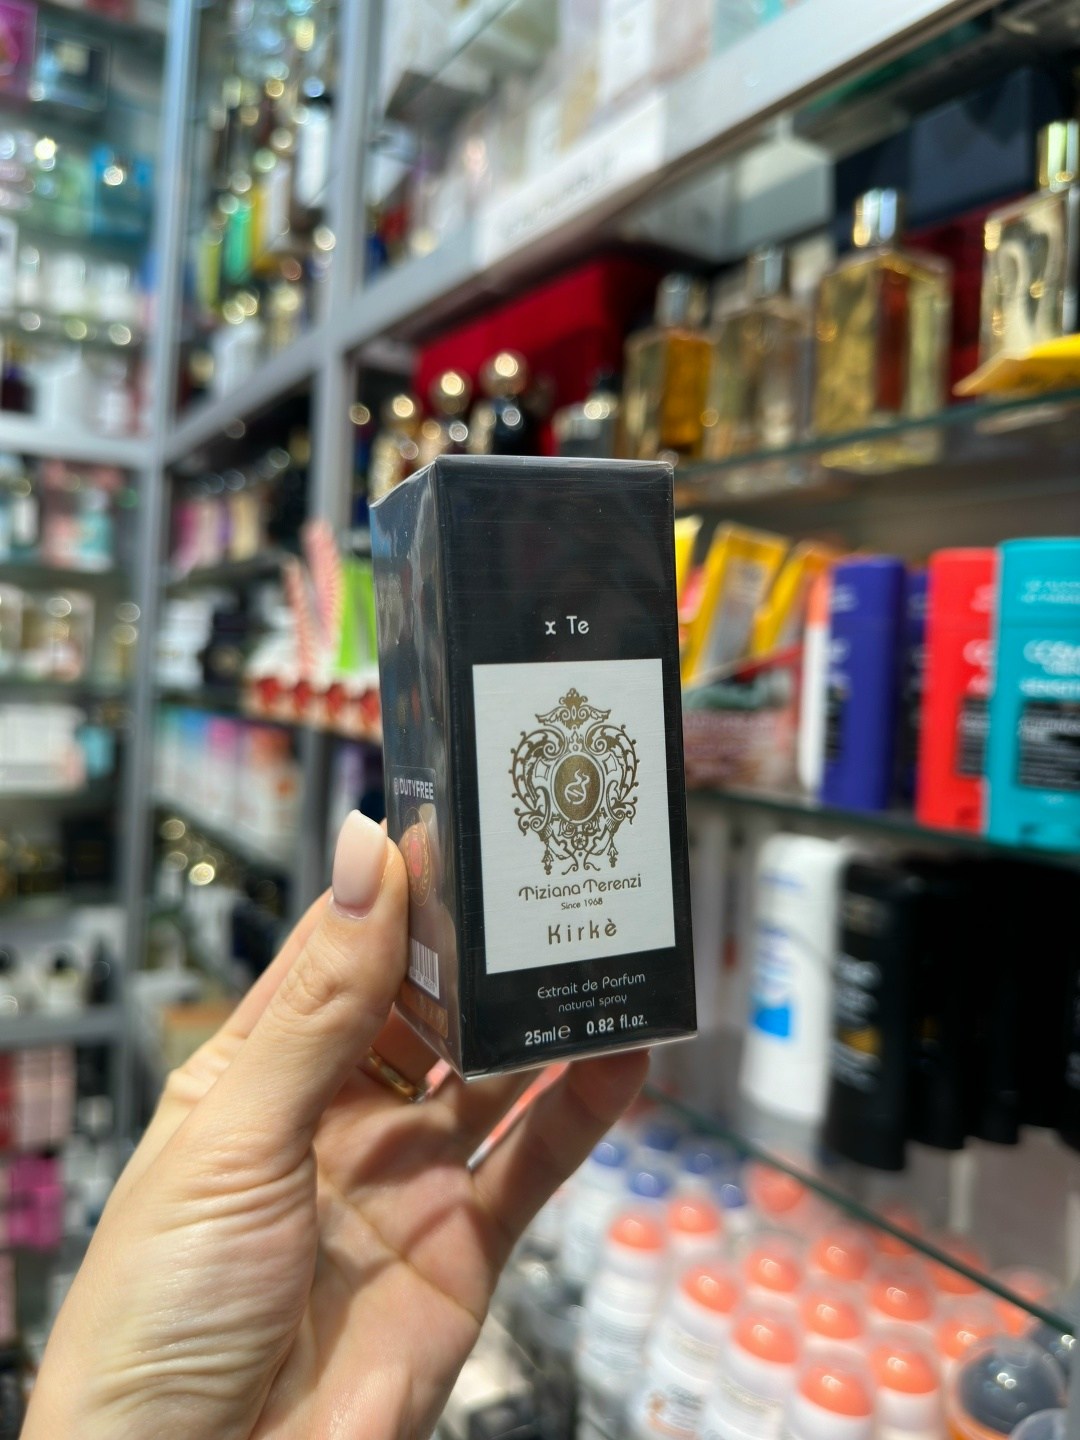 x Te
Tiziana Terenzi
Since 1968
Kirkè
Extrait de Parfum
natural spray
25ml℮ 0.82 fl.oz.
DUTYFREE